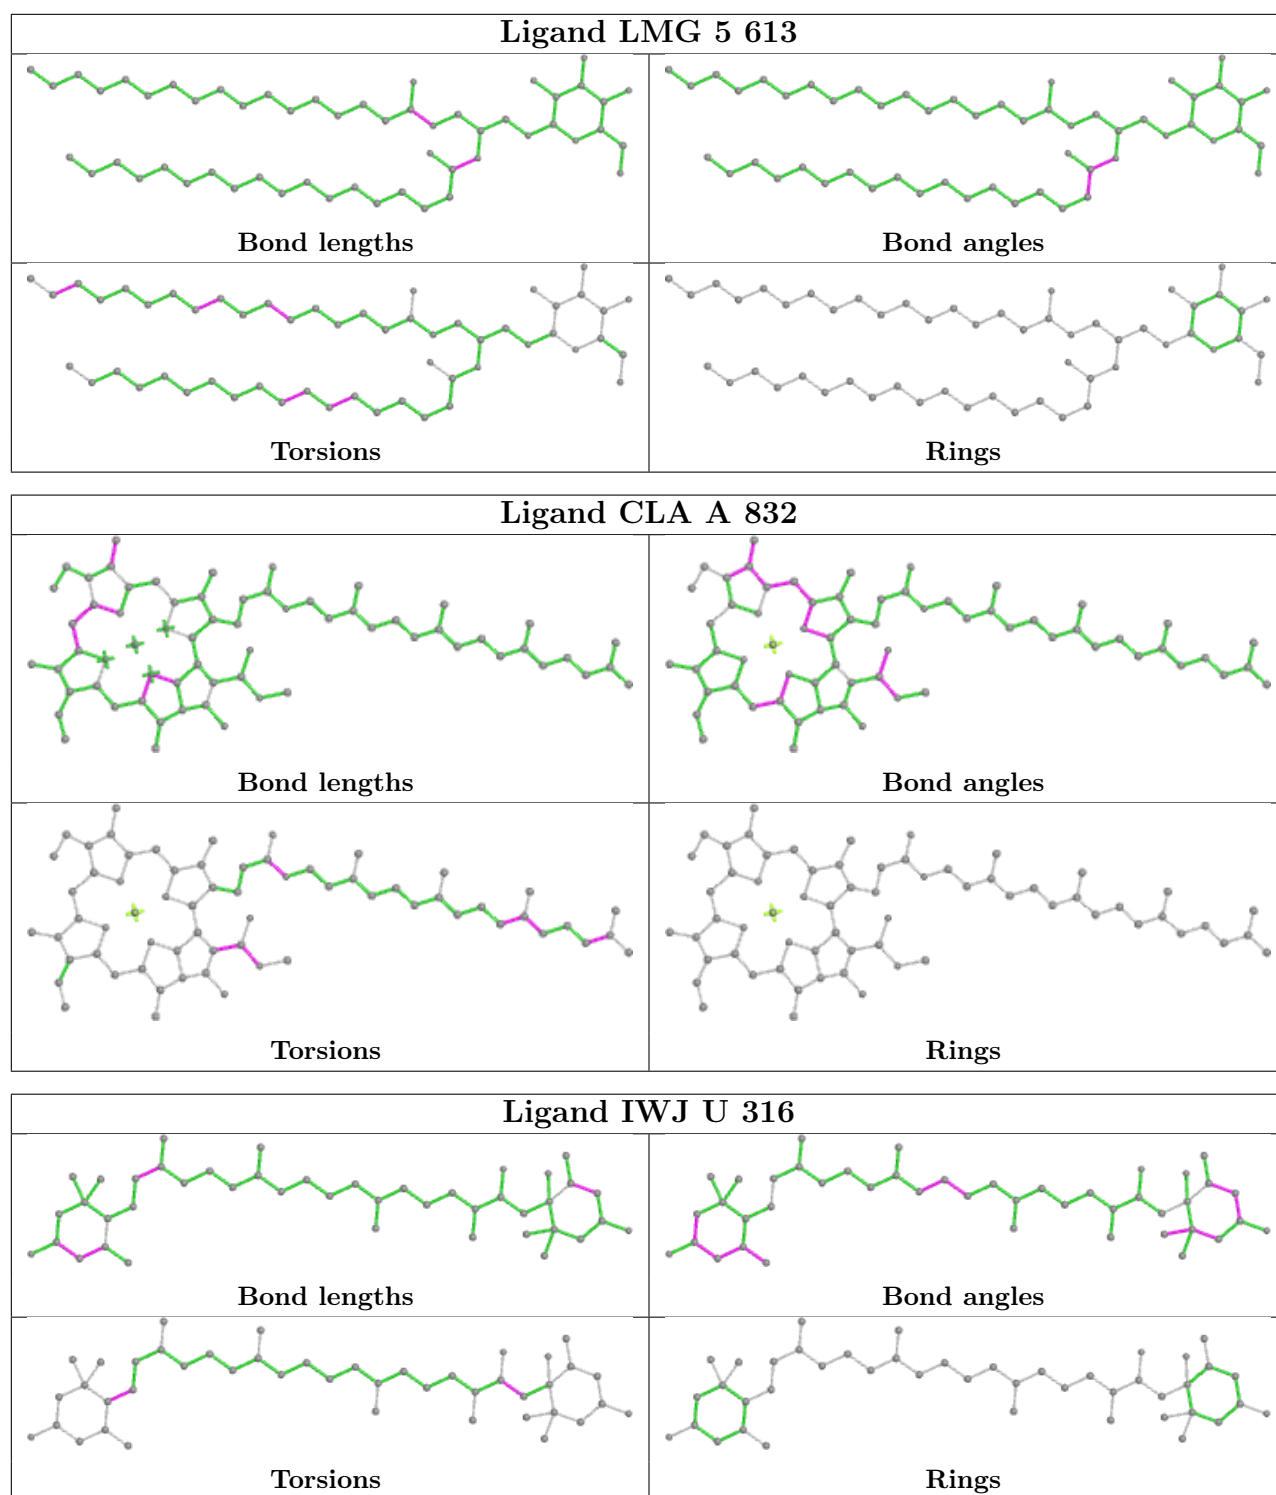 Ligand LMG 5 613
Bond lengths
Bond angles
Torsions
Rings
Ligand CLA A 832
Bond lengths
Bond angles
Torsions
Rings
Ligand IWJ U 316
Bond lengths
Bond angles
Torsions
Rings